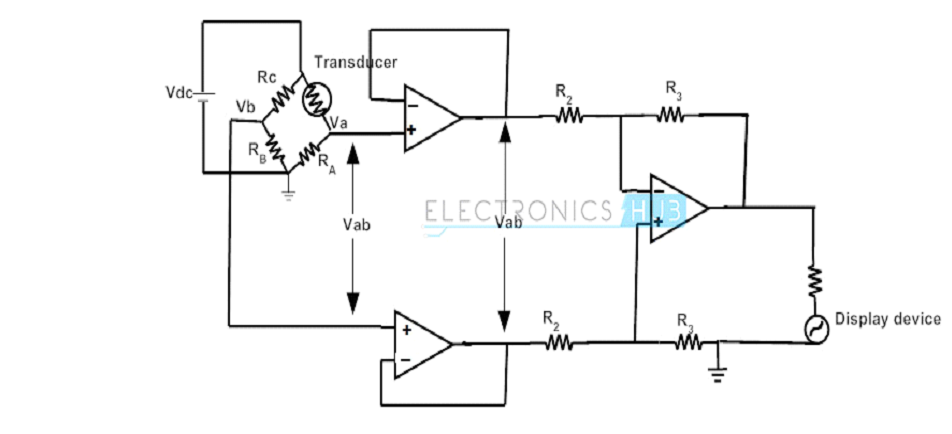 Transducer
Rc
Vdc
Vb
Va
R_B
R_A
Vab
Vab
R_2
R_3
ELECTRONICS HUB
R_2
R_3
Display device
-
+
-
+
+
-